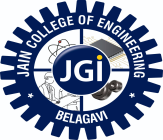 JAIN COLLEGE OF ENGINEERING
JGi
BELAGAVI